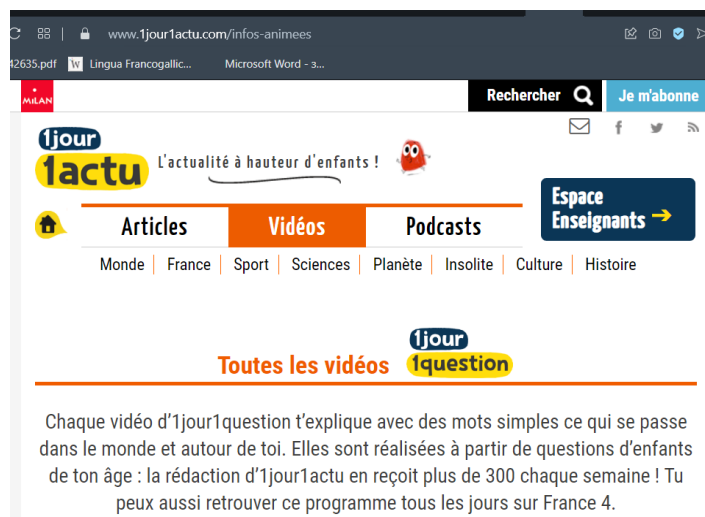 www.1jour1actu.com/infos-animees
42635.pdf W Lingua Francogallic... Microsoft Word - з...
MiLAN
Rechercher Je m'abonne
1jour
1actu
L'actualité à hauteur d'enfants !
Espace
Enseignants
Articles Vidéos Podcasts
Monde France Sport Sciences Planète Insolite Culture Histoire
Toutes les vidéos 1jour
1question
Chaque vidéo d'1jour1question t'explique avec des mots simples ce qui se passe
dans le monde et autour de toi. Elles sont réalisées à partir de questions d'enfants
de ton âge : la rédaction d'1jour1actu en reçoit plus de 300 chaque semaine ! Tu
peux aussi retrouver ce programme tous les jours sur France 4.